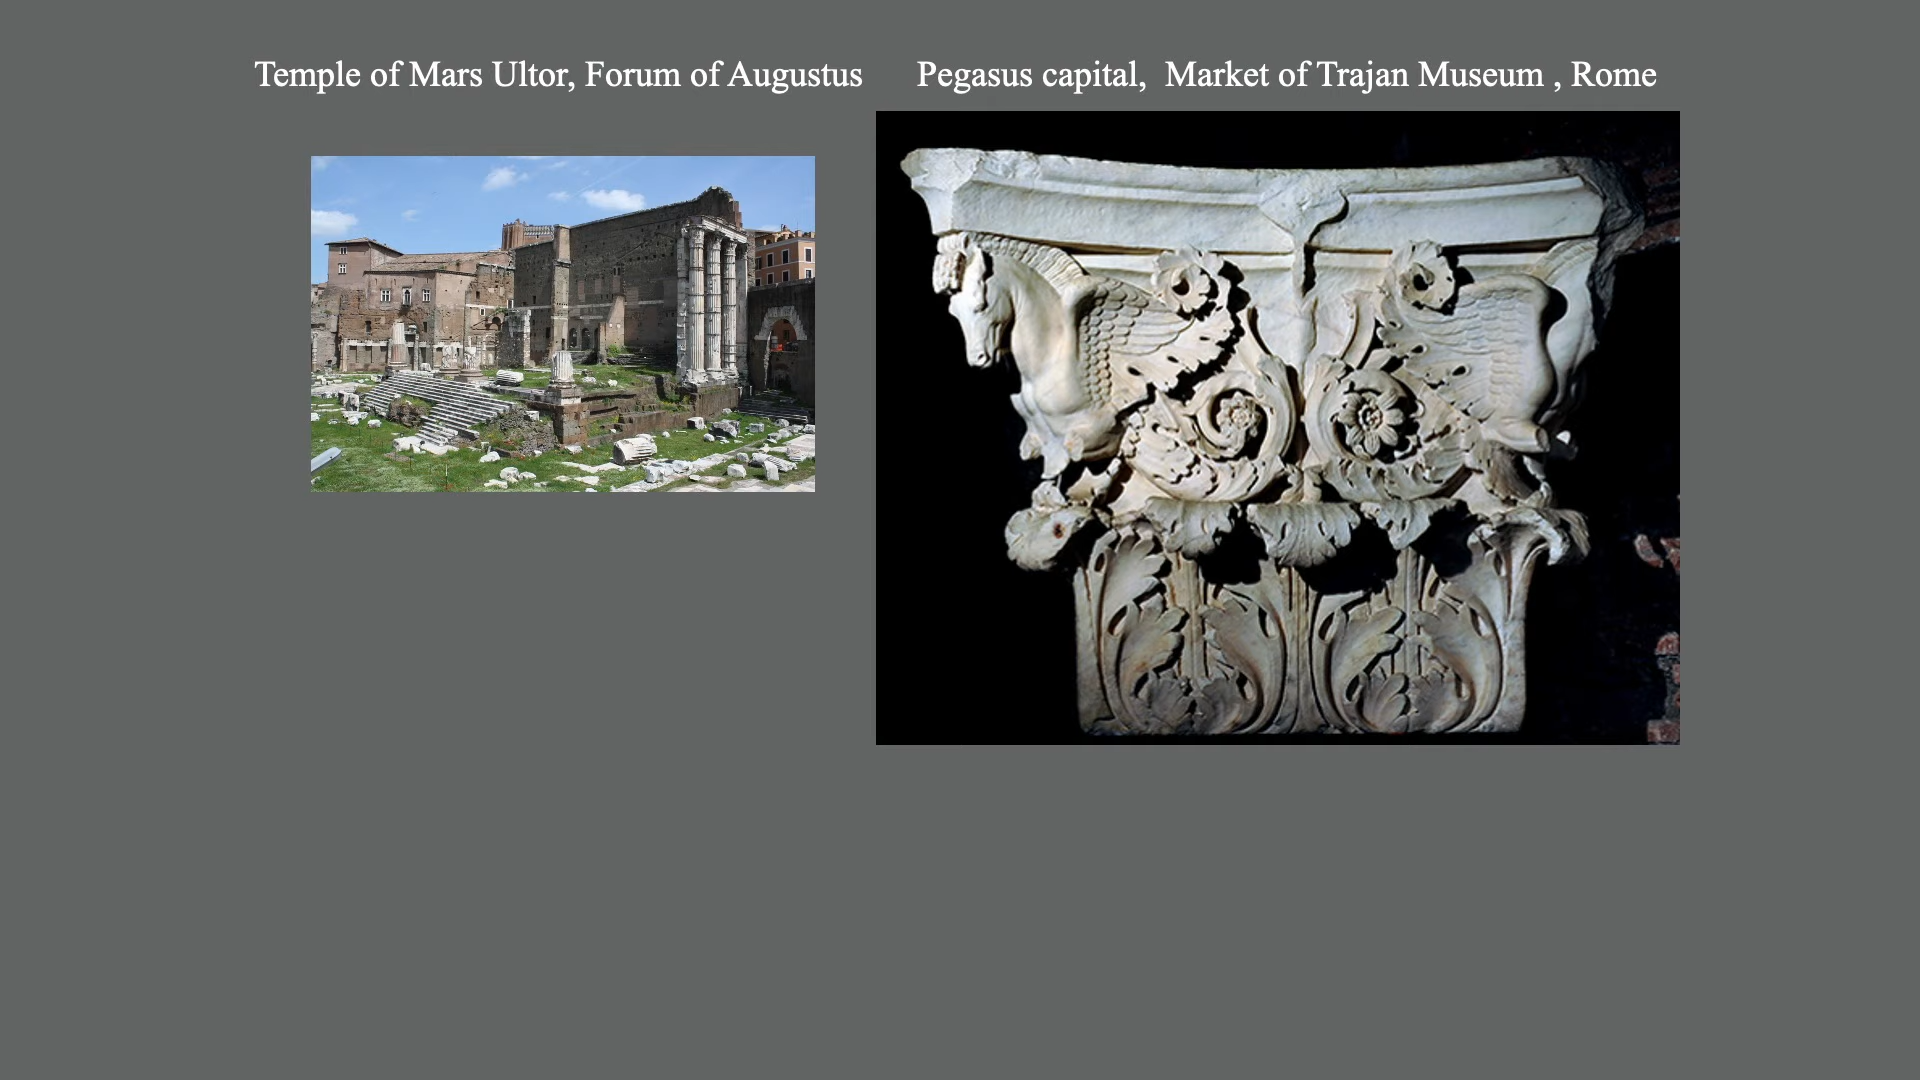 Temple of Mars Ultor, Forum of Augustus
Pegasus capital,  Market of Trajan Museum , Rome